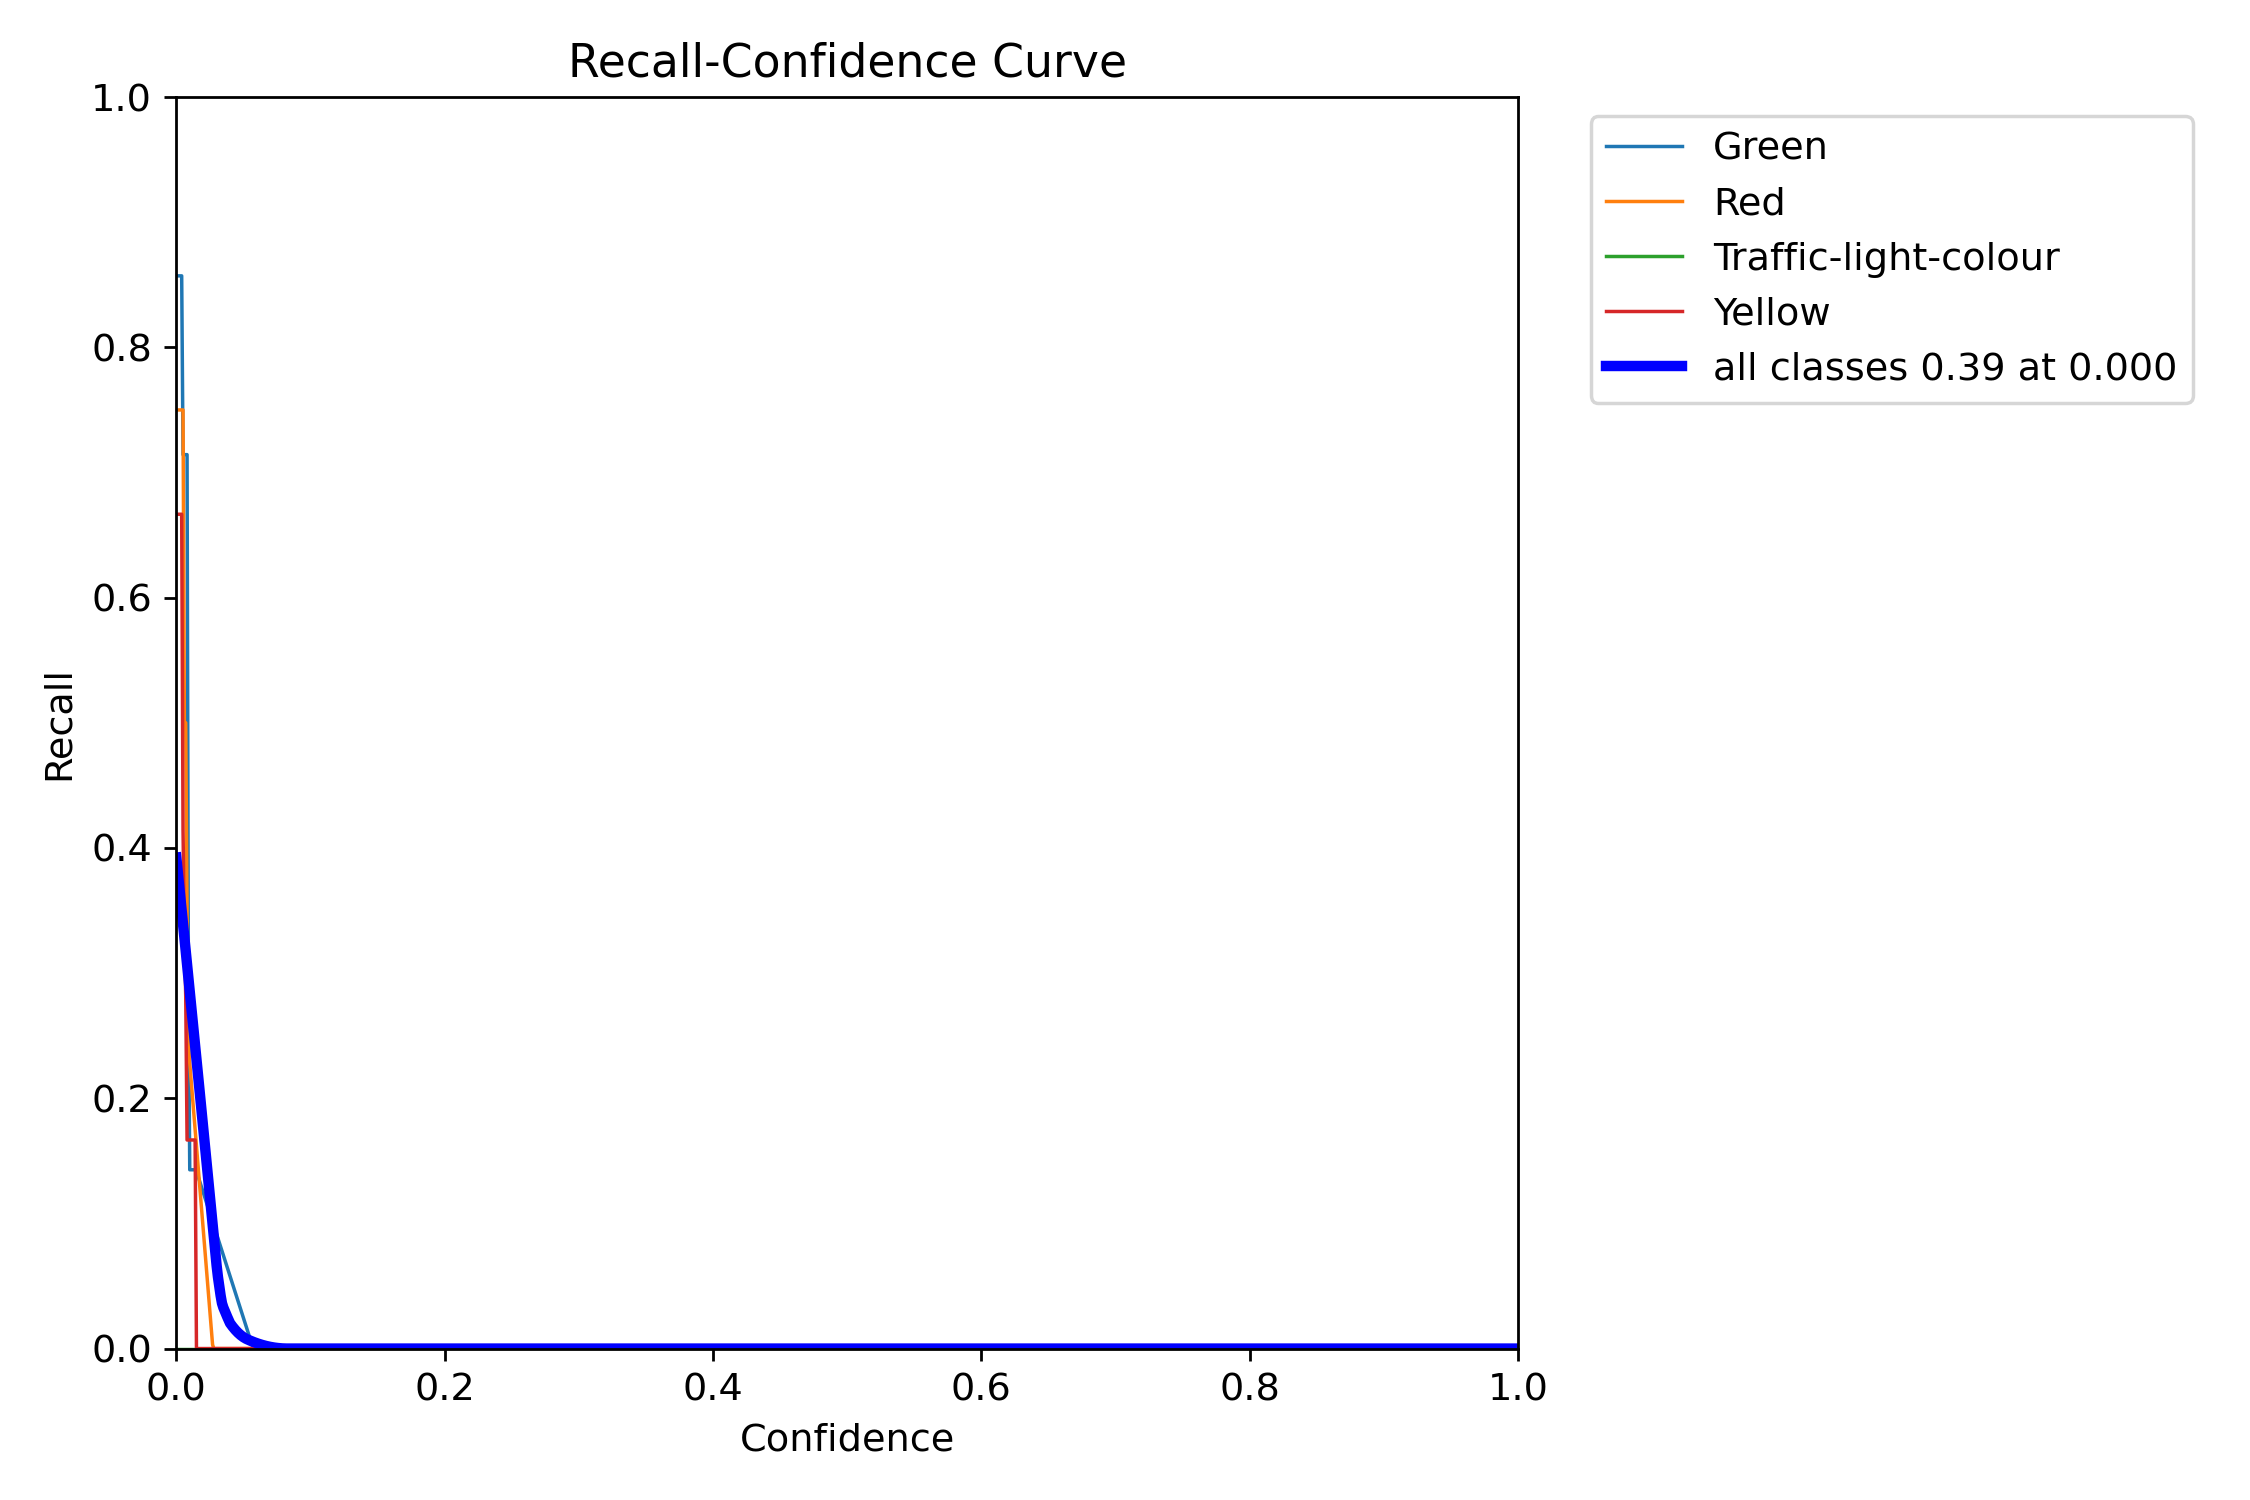 Recall-Confidence Curve
1.0
0.8
0.6
0.4
0.2
0.0
Recall
0.0 0.2 0.4 0.6 0.8 1.0
Confidence
Green
Red
Traffic-light-colour
Yellow
all classes 0.39 at 0.000